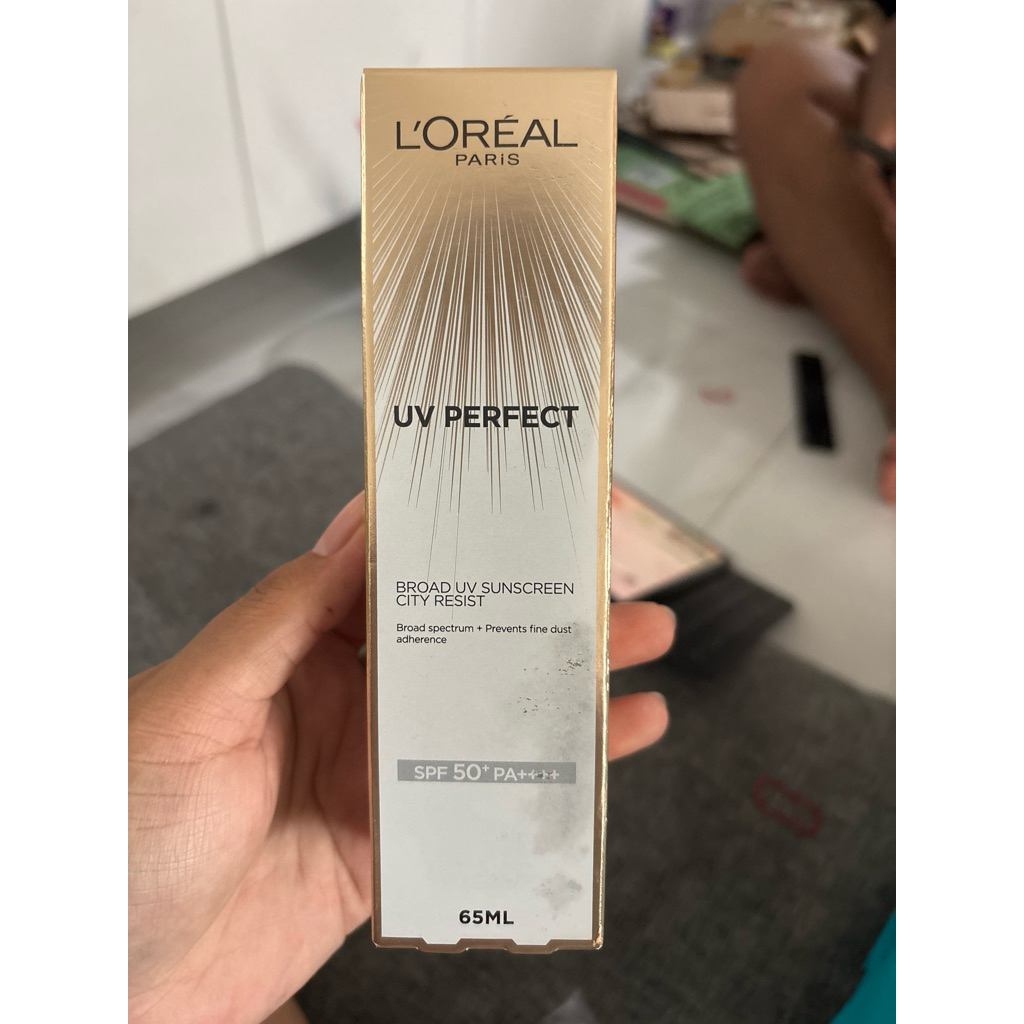 L'ORÉAL
PARiS
UV PERFECT
BROAD UV SUNSCREEN
CITY RESIST
Broad spectrum + Prevents fine dust
adherence
SPF 50+ PA++++
65ML